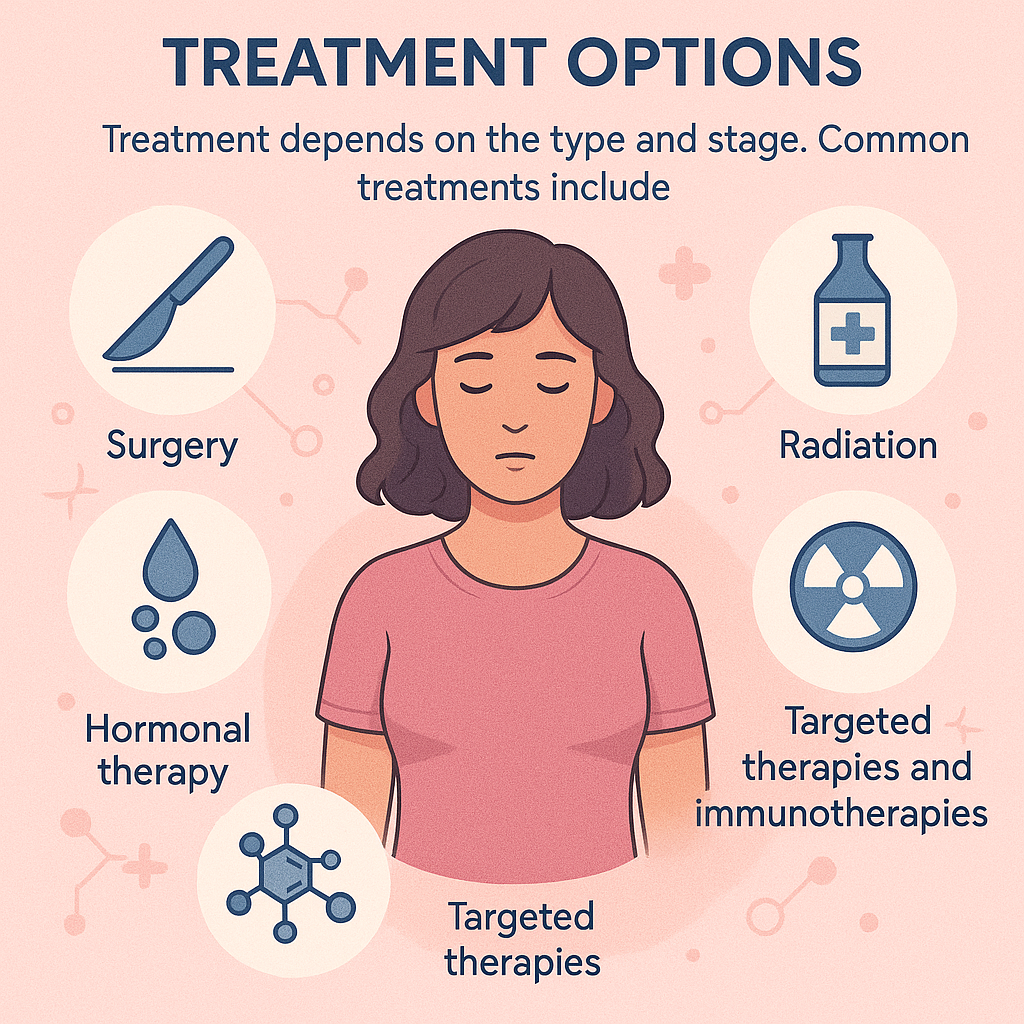 TREATMENT OPTIONS
Treatment depends on the type and stage. Common
treatments include
Surgery
Radiation
Hormonal
therapy
Targeted
therapies and
immunotherapies
Targeted
therapies